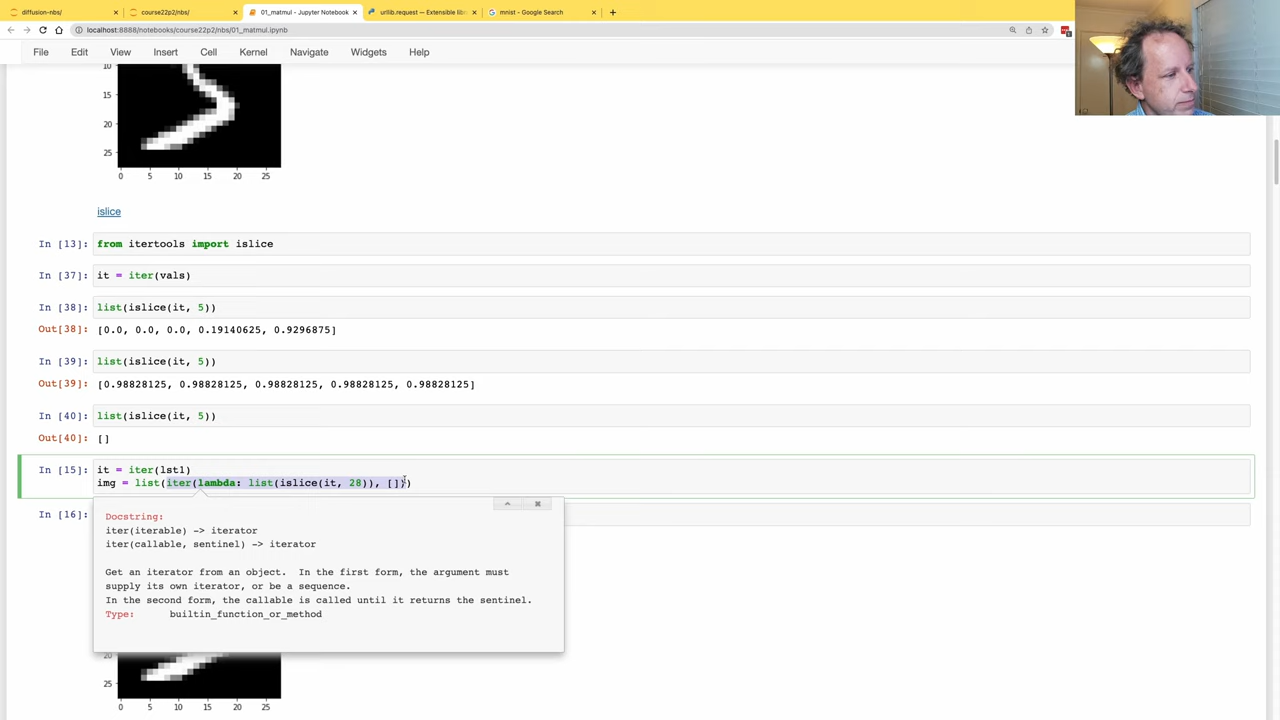 diffusion-nbs/
course22p2/nbs/
01_matmul - Jupyter Notebook
urllib.request — Extensible lib
mnist - Google Search
localhost:8888/notebooks/course22p2/nbs/01_matmul.ipynb
File Edit View Insert Cell Kernel Navigate Widgets Help
10
15
20
25
0 5 10 15 20 25
islice
In [13]: from itertools import islice
In [37]: it = iter(vals)
In [38]: list(islice(it, 5))
Out[38]: [0.0, 0.0, 0.0, 0.19140625, 0.9296875]
In [39]: list(islice(it, 5))
Out[39]: [0.98828125, 0.98828125, 0.98828125, 0.98828125, 0.98828125]
In [40]: list(islice(it, 5))
Out[40]: []
In [15]: it = iter(lst1)
img = list(iter(lambda: list(islice(it, 28)), []))
In [16]:
Docstring:
iter(iterable) -> iterator
iter(callable, sentinel) -> iterator
Get an iterator from an object. In the first form, the argument must
supply its own iterator, or be a sequence.
In the second form, the callable is called until it returns the sentinel.
Type: builtin_function_or_method
20
25
0 5 10 15 20 25